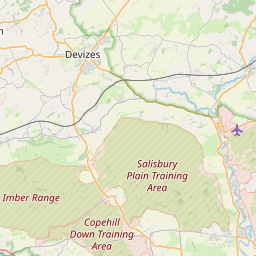 Devizes
Salisbury
Plain Training
Area
Imber Range
Copehill
Down Training
Area